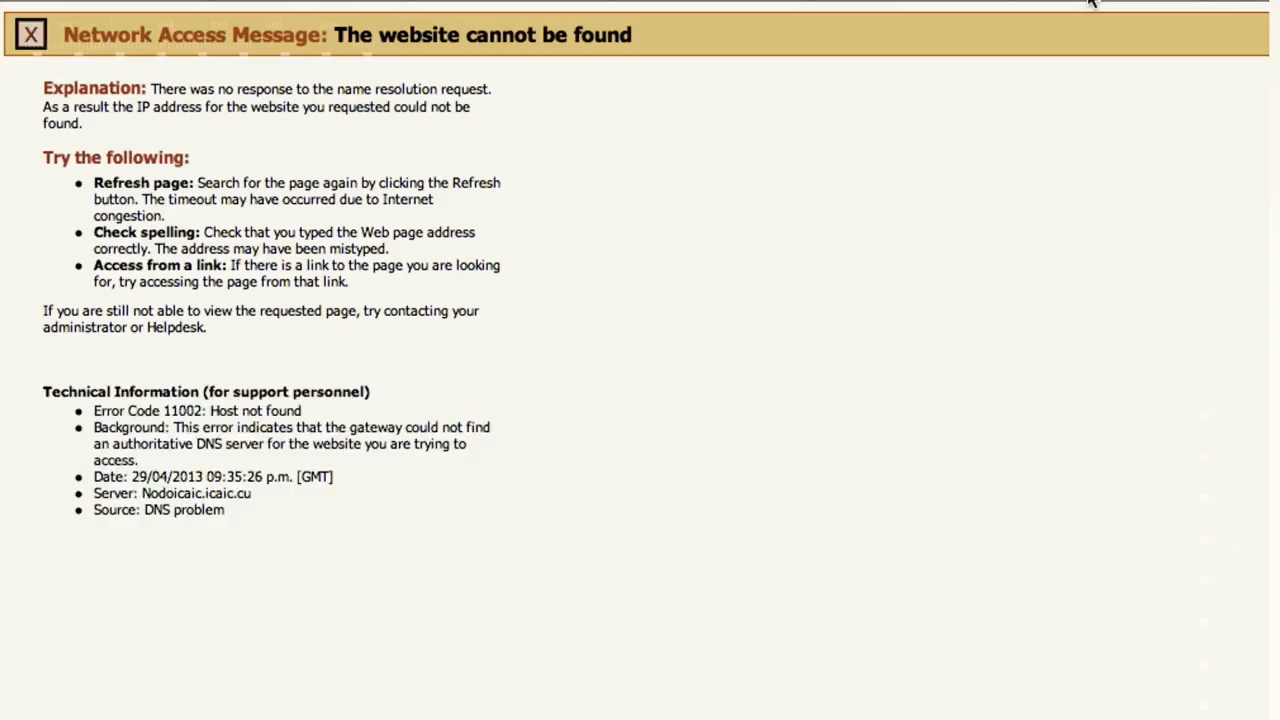 X
Network Access Message: The website cannot be found
Explanation: There was no response to the name resolution request.
As a result the IP address for the website you requested could not be
found.
Try the following:
● Refresh page: Search for the page again by clicking the Refresh
button. The timeout may have occurred due to Internet
congestion.
● Check spelling: Check that you typed the Web page address
correctly. The address may have been mistyped.
● Access from a link: If there is a link to the page you are looking
for, try accessing the page from that link.
If you are still not able to view the requested page, try contacting your
administrator or Helpdesk.
Technical Information (for support personnel)
● Error Code 11002: Host not found
● Background: This error indicates that the gateway could not find
an authoritative DNS server for the website you are trying to
access.
● Date: 29/04/2013 09:35:26 p.m. [GMT]
● Server: Nodoicaic.icaic.cu
● Source: DNS problem